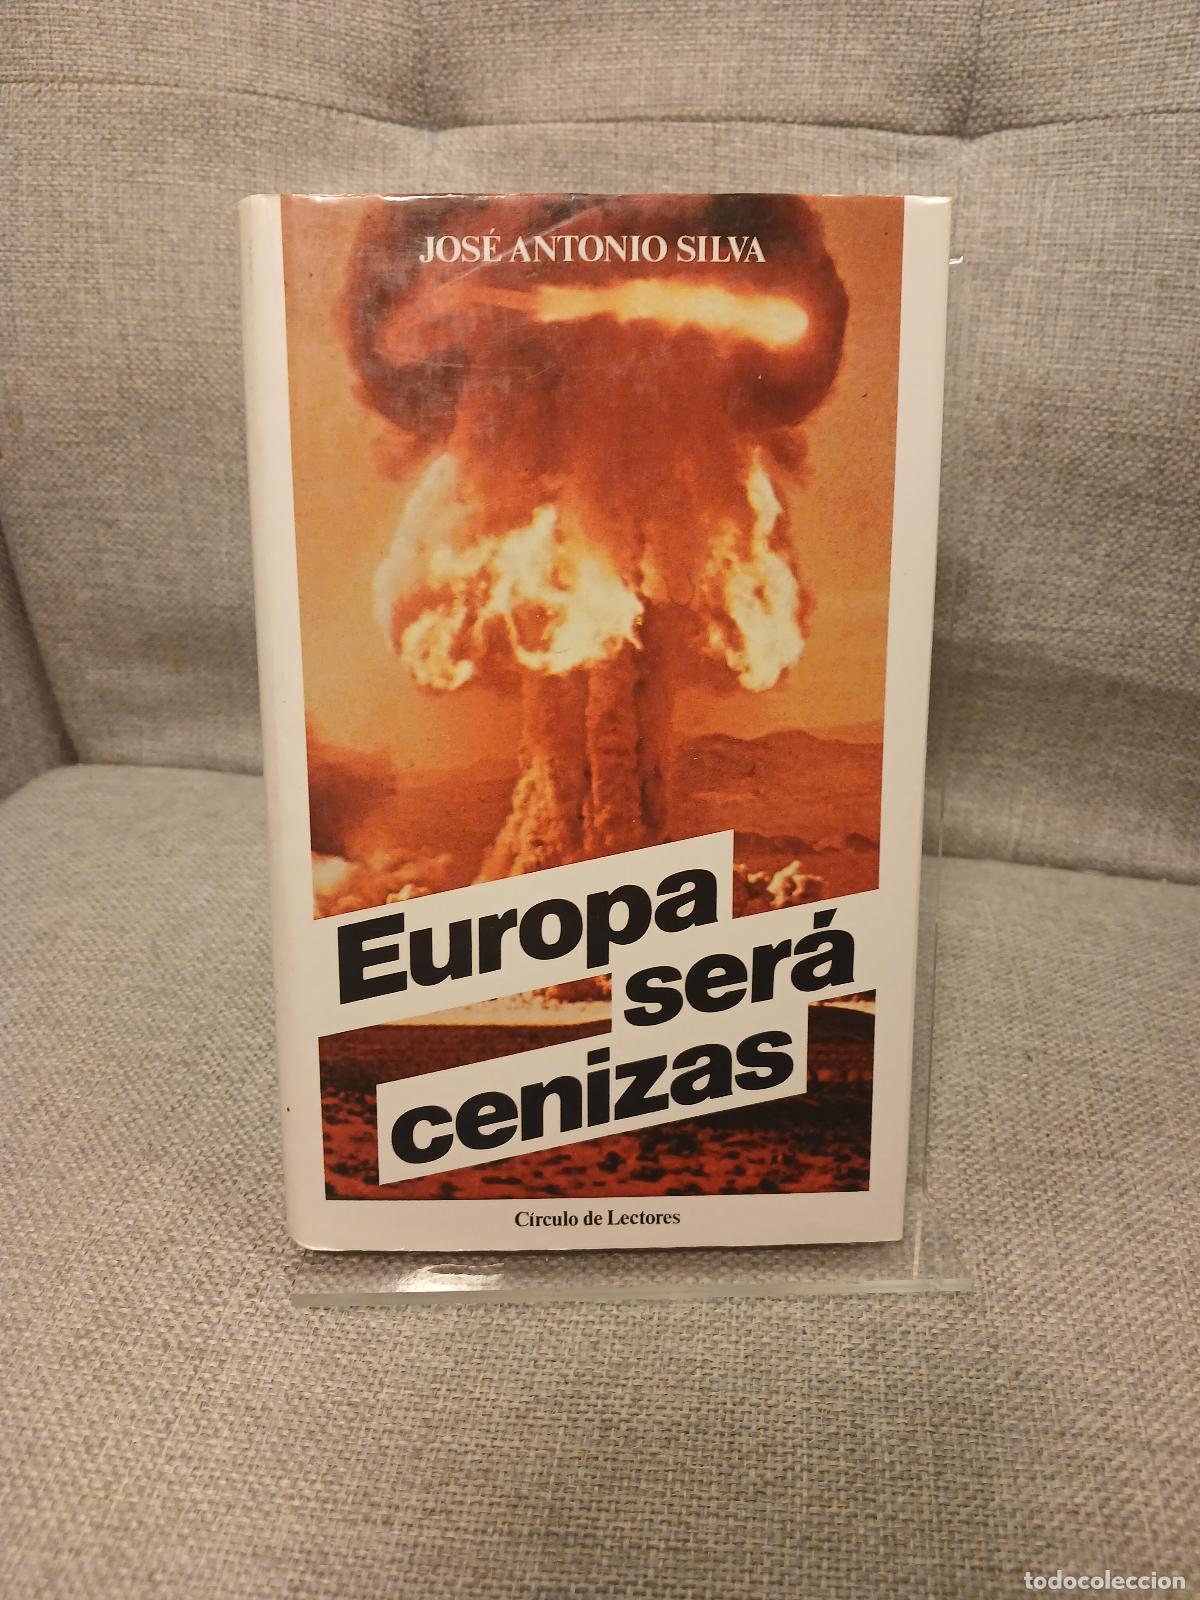 JOSÉ ANTONIO SILVA
Europa
será
cenizas
Círculo de Lectores
todocoleccion